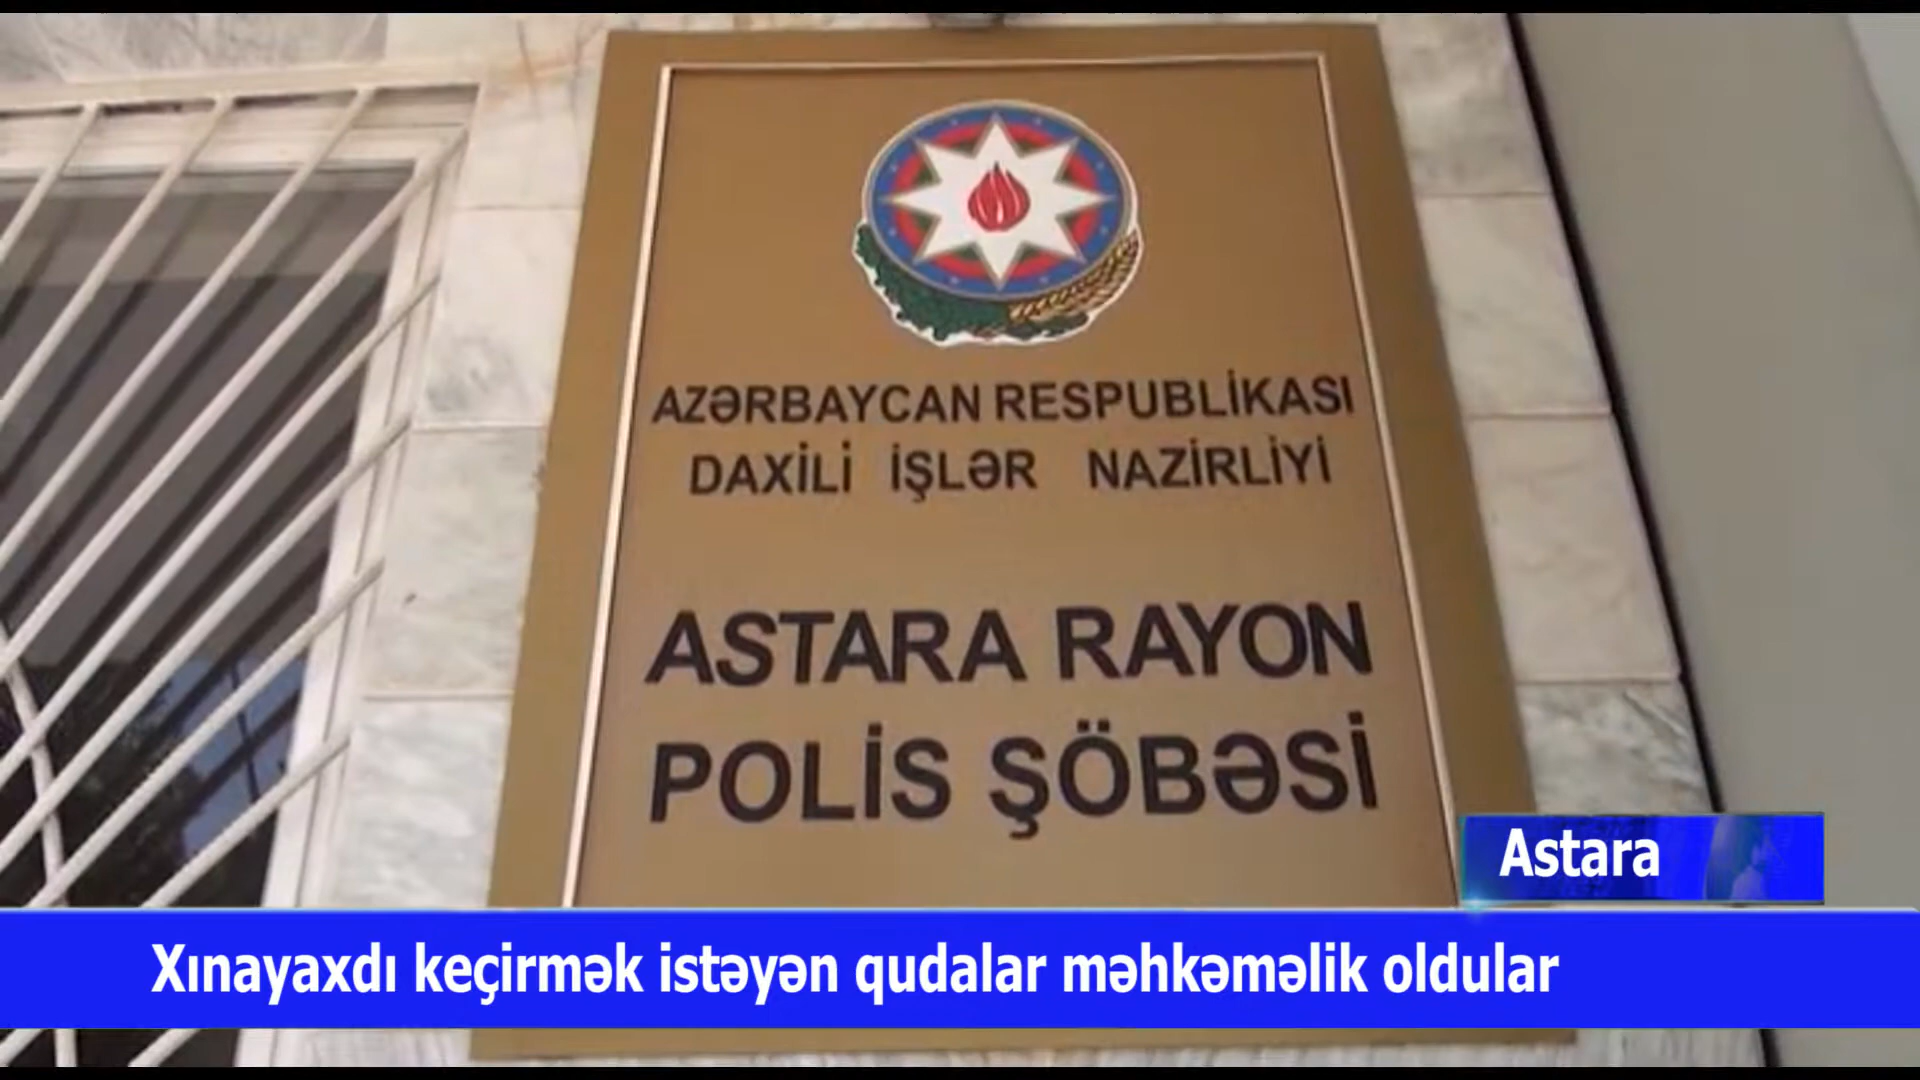 AZƏRBAYCAN RESPUBLİKASI
DAXİLİ İŞLƏR NAZİRLİYİ
ASTARA RAYON
POLİS ŞÖBƏSİ
Astara
Xınayaxdı keçirmək istəyən qudalar məhkəməlik oldular